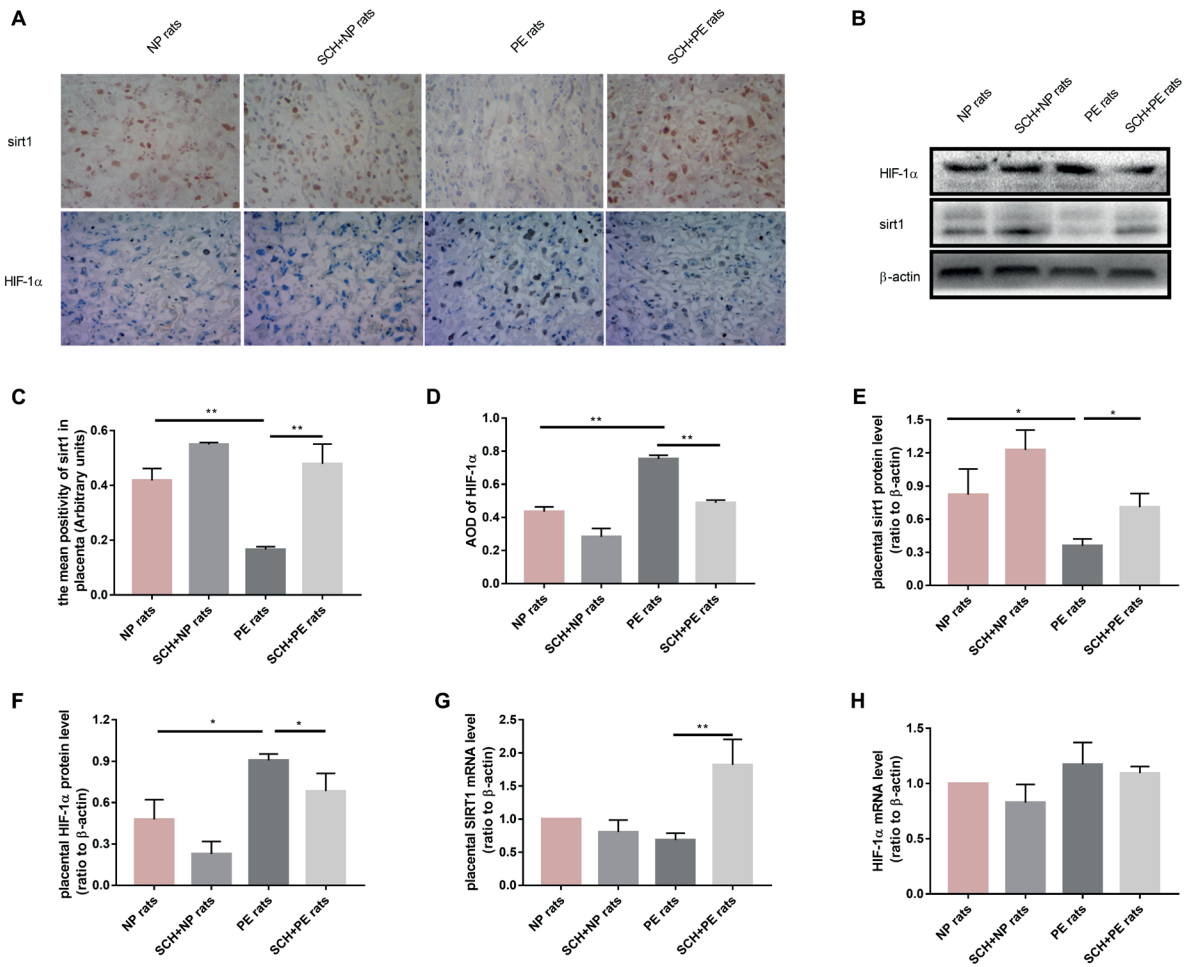 A
NP rats
SCH+NP rats
PE rats
SCH+PE rats
sirt1
HIF-1α
B
NP rats
SCH+NP rats
PE rats
SCH+PE rats
HIF-1α
sirt1
β-actin
C
the mean positivity of sirt1 in
placenta (Arbitrary units)
0.6
0.4
0.2
0.0
**
**
NP rats
SCH+NP rats
PE rats
SCH+PE rats
D
AOD of HIF-1α
1.0
0.8
0.6
0.4
0.2
0.0
**
**
NP rats
SCH+NP rats
PE rats
SCH+PE rats
E
placental sirt1 protein level
(ratio to β-actin)
1.5
1.2
0.9
0.6
0.3
0.0
*
*
NP rats
SCH+NP rats
PE rats
SCH+PE rats
F
placental HIF-1α protein level
(ratio to β-actin)
1.2
0.9
0.6
0.3
0.0
*
*
NP rats
SCH+NP rats
PE rats
SCH+PE rats
G
placental SIRT1 mRNA level
(ratio to β-actin)
2.5
2.0
1.5
1.0
0.5
0.0
**
NP rats
SCH+NP rats
PE rats
SCH+PE rats
H
HIF-1α mRNA level
(ratio to β-actin)
1.5
1.0
0.5
0.0
NP rats
SCH+NP rats
PE rats
SCH+PE rats